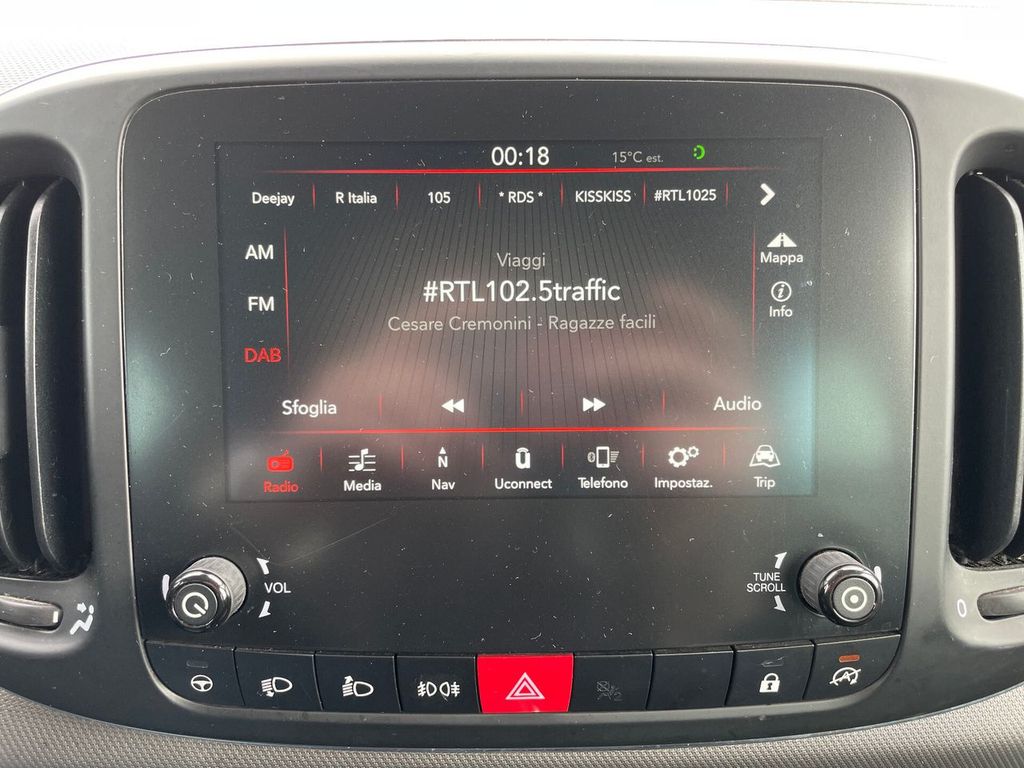 00:18 15°C est.
Deejay R Italia 105 * RDS * KISSKISS #RTL1025
AM
FM
DAB
Viaggi
#RTL102.5traffic
Cesare Cremonini - Ragazze facili
Mappa
Info
Sfoglia Audio
Radio Media N Nav Uconnect Telefono Impostaz. Trip
VOL
TUNE
SCROLL
0